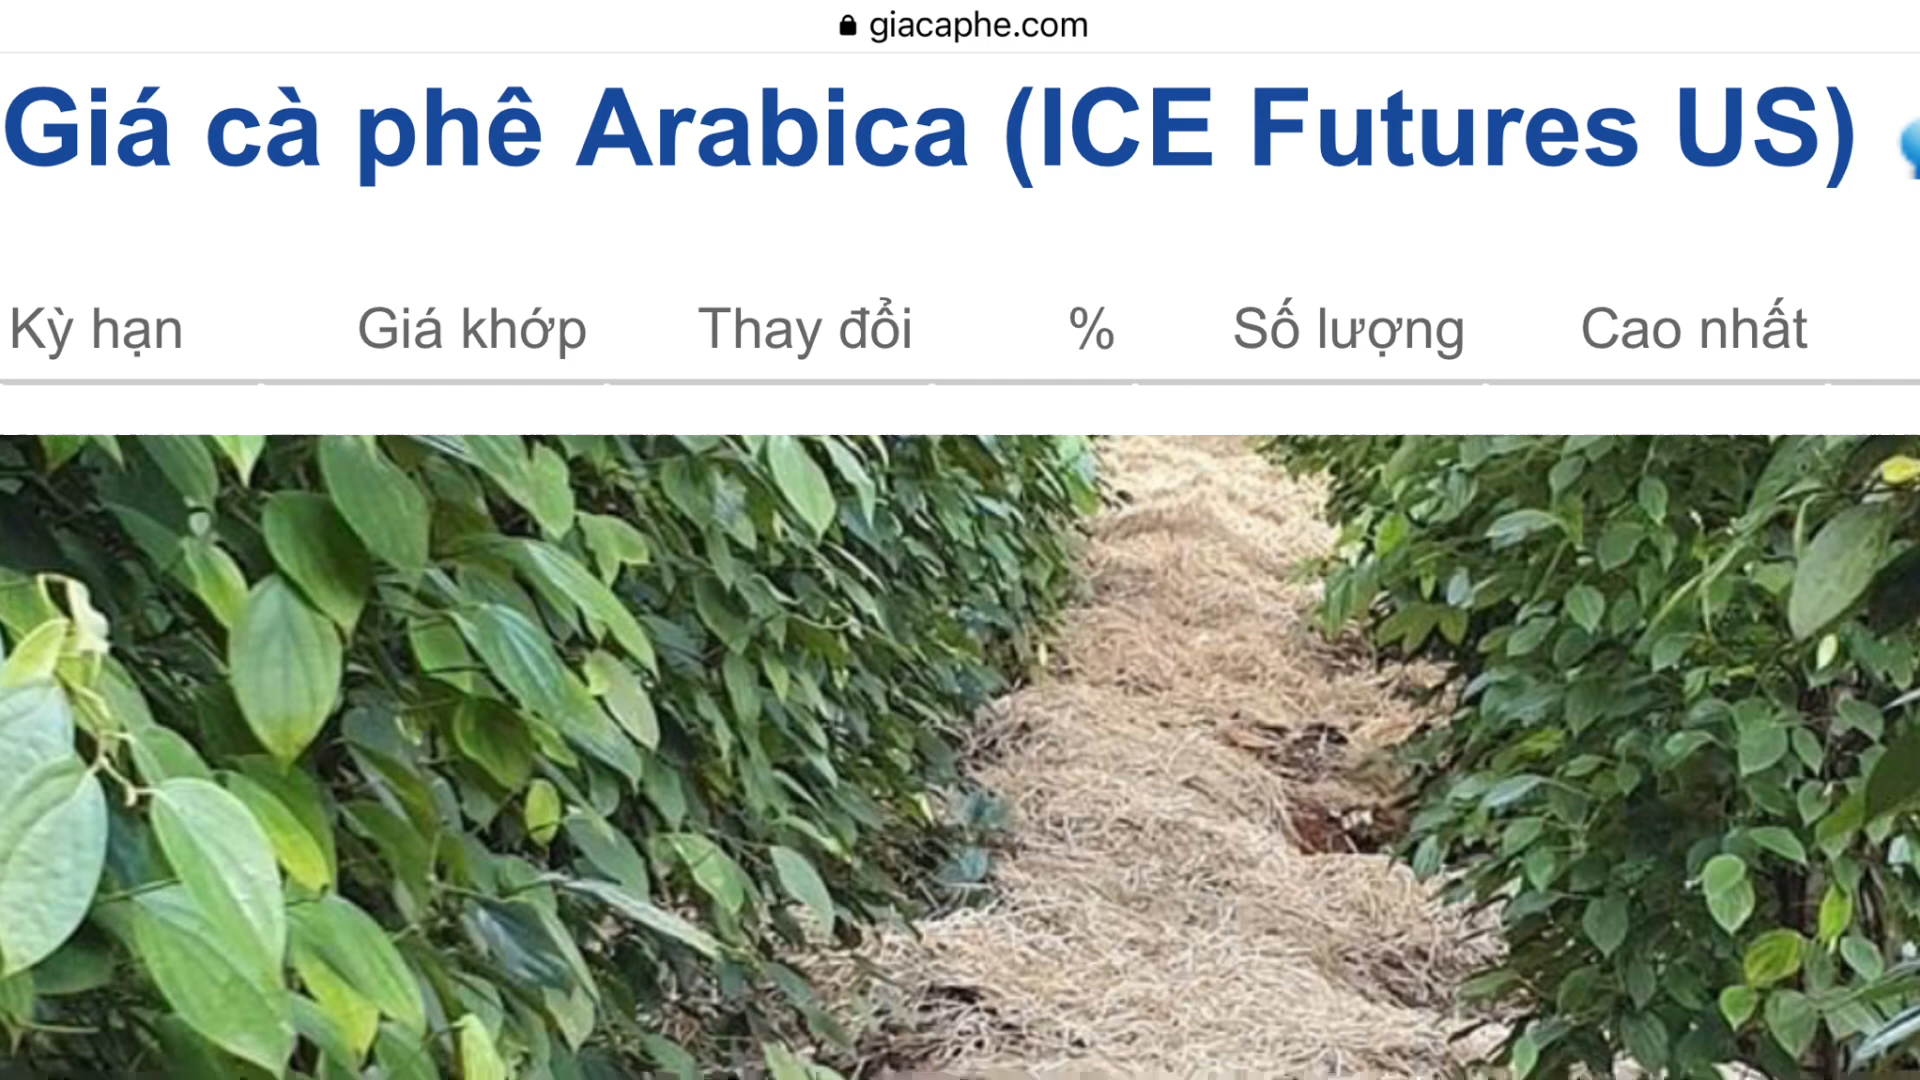 giacaphe.com
Giá cà phê Arabica (ICE Futures US)
Kỳ hạn Giá khớp Thay đổi % Số lượng Cao nhất